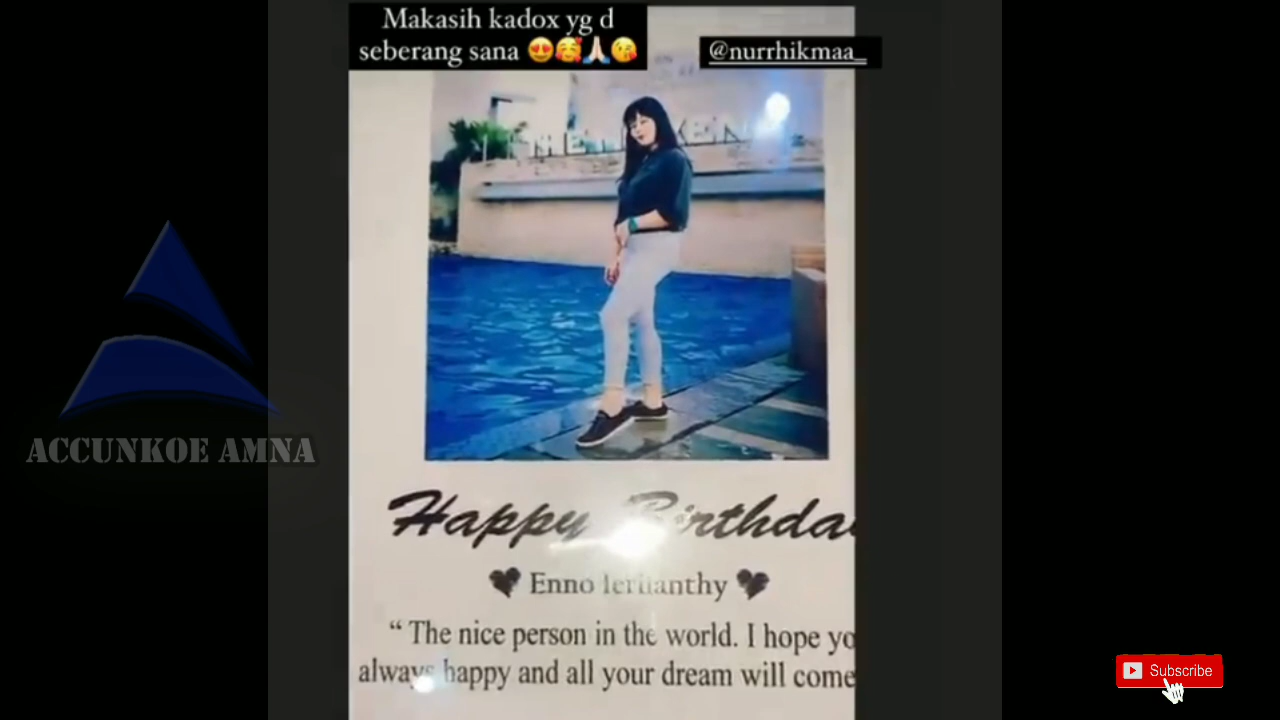 Makasih kadox yg d
seberang sana 😍🥰🙏🏻😘
@nurrhikmaa_
ACCUNKOE AMNA
Happy Birthda
Enno
“ The nice person in the world. I hope yo
always happy and all your dream will come
Subscribe